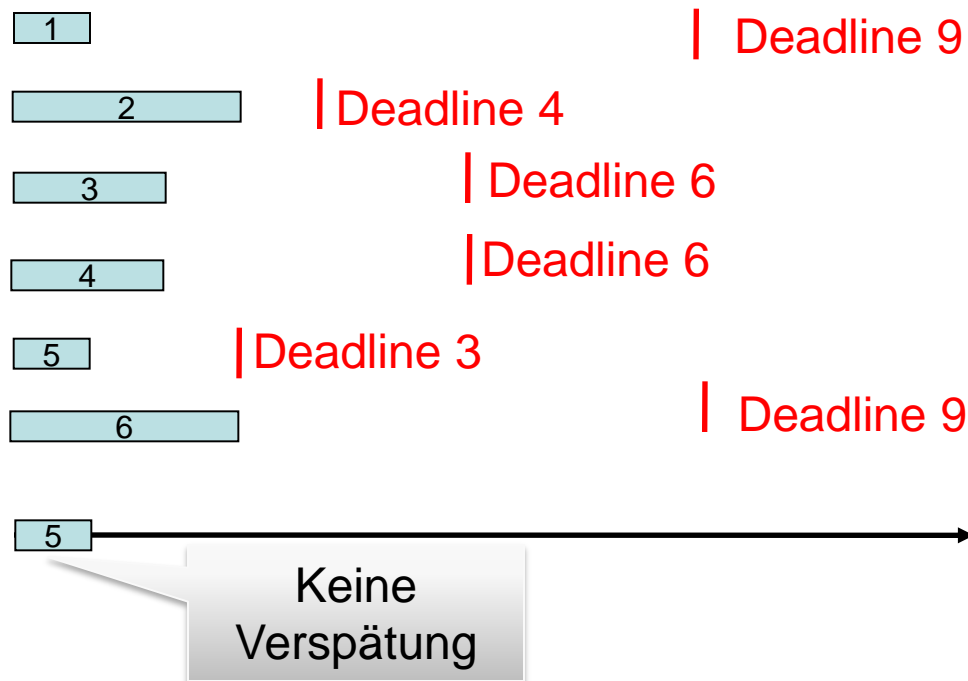 1
Deadline 9
2
Deadline 4
3
Deadline 6
4
Deadline 6
5
Deadline 3
6
Deadline 9
5
Keine
Verspätung